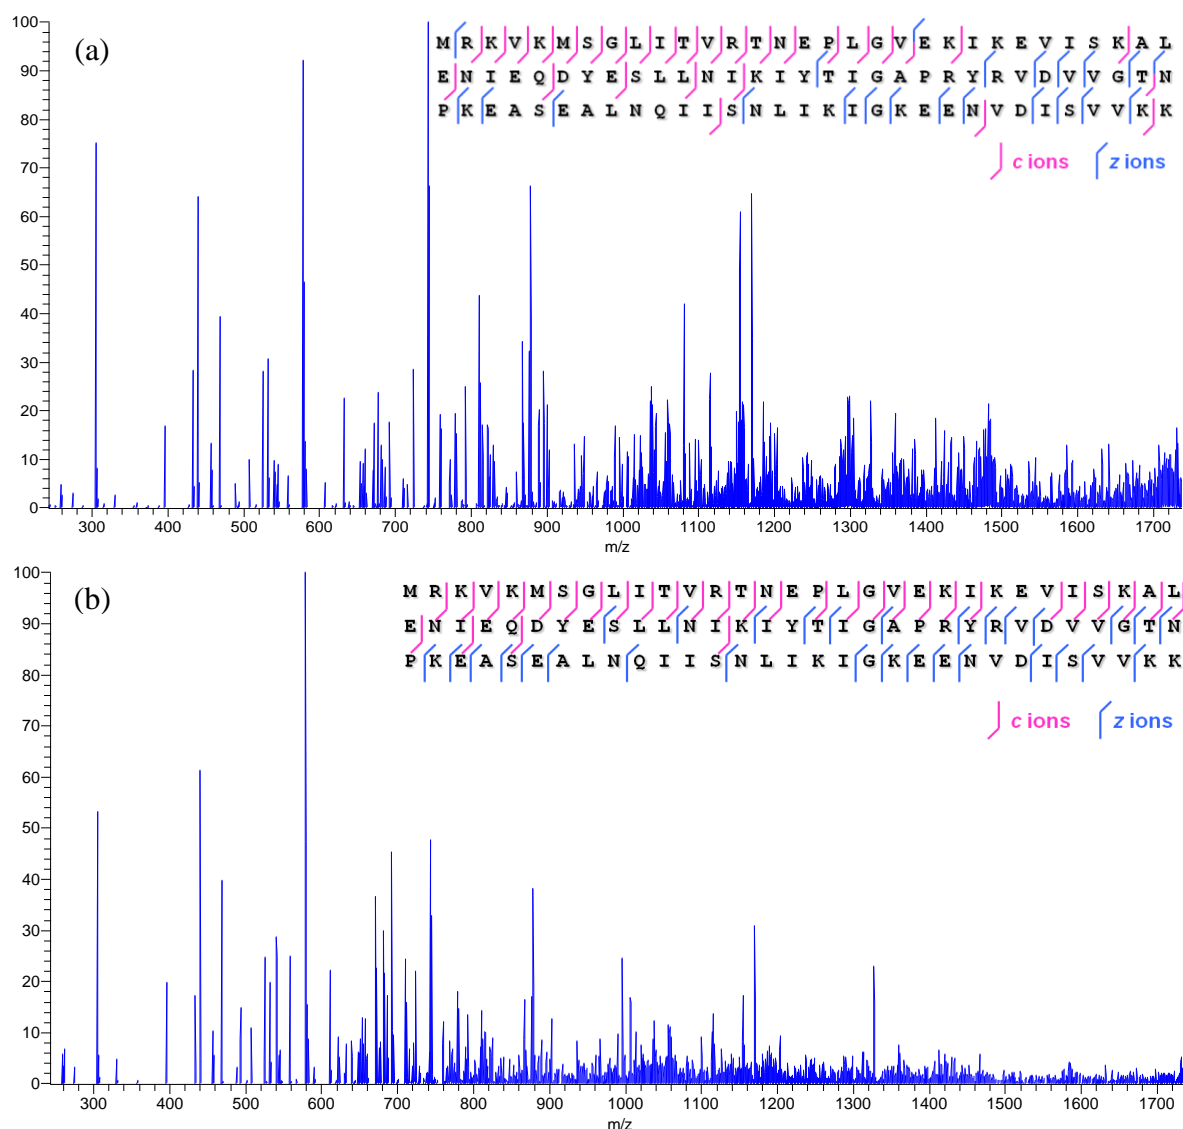 (a)
100
90
80
70
60
50
40
30
20
10
0
M R K V K M S G L I T V R T N E P L G V E K I K E V I S K A L
E N I E Q D Y E S L L N I K I Y T I G A P R Y R V D V V G T N
P K E A S E A L N Q I I S N L I K I G K E E N V D I S V V K K
c ions z ions
300 400 500 600 700 800 900 1000 1100 1200 1300 1400 1500 1600 1700
m/z
(b)
100
90
80
70
60
50
40
30
20
10
0
M R K V K M S G L I T V R T N E P L G V E K I K E V I S K A L
E N I E Q D Y E S L L N I K I Y T I G A P R Y R V D V V G T N
P K E A S E A L N Q I I S N L I K I G K E E N V D I S V V K K
c ions z ions
300 400 500 600 700 800 900 1000 1100 1200 1300 1400 1500 1600 1700
m/z